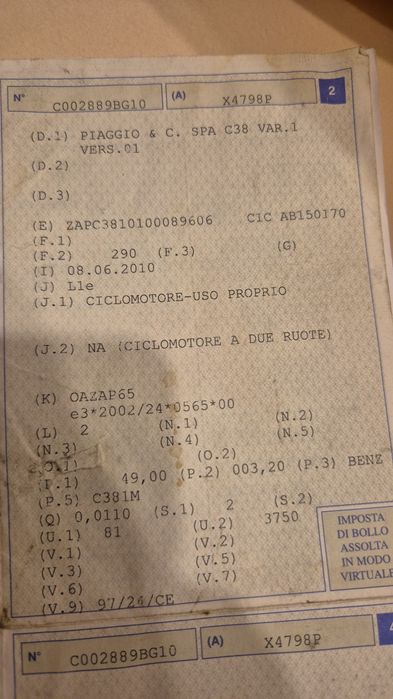 N° C002889BG10 (A) X4798P 2
(D.1) PIAGGIO & C. SPA C38 VAR.1
VERS.01
(D.2)
(D.3)
(E) ZAPC3810100089606 CIC AB150170
(F.1)
(F.2) 290 (F.3) (G)
(I) 08.06.2010
(J) L1e
(J.1) CICLOMOTORE-USO PROPRIO
(J.2) NA (CICLOMOTORE A DUE RUOTE)
(K) OAZAP65
e3*2002/24*0565*00
(L) 2 (N.1) (N.2)
(N.3) (N.4) (N.5)
(O.1) (O.2)
(P.1) 49,00 (P.2) 003,20 (P.3) BENZ
(P.5) C381M
(Q) 0,0110 (S.1) 2 (S.2)
(U.1) 81 (U.2) 3750
(V.1) (V.2)
(V.3) (V.5)
(V.6) (V.7)
(V.9) 97/24/CE
IMPOSTA
DI BOLLO
ASSOLTA
IN MODO
VIRTUALE
N° C002889BG10 (A) X4798P